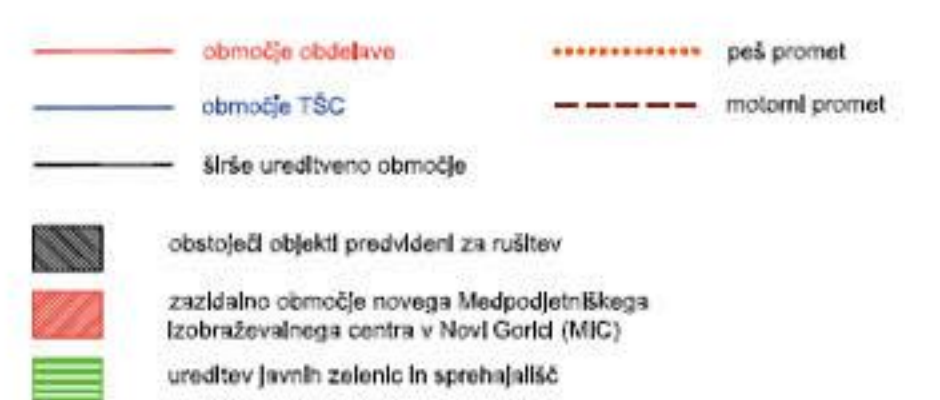 območje obdelave
območje TŠC
širše ureditveno območje
peš promet
motorni promet
obstoječi objekti predvideni za rušitev
zazidalno območje novega Medpodjetniškega
izobraževalnega centra v Novi Gorici (MIC)
ureditev javnih zelenic in sprehajališč